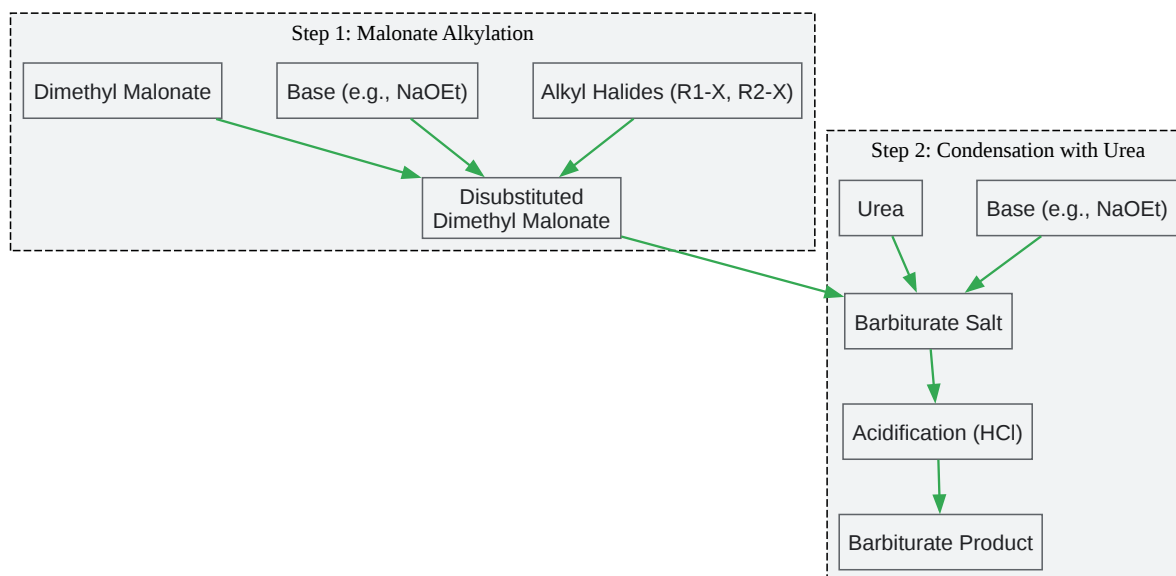 Step 1: Malonate Alkylation
Dimethyl Malonate
Base (e.g., NaOEt)
Alkyl Halides (R1-X, R2-X)
Disubstituted
Dimethyl Malonate
Step 2: Condensation with Urea
Urea
Base (e.g., NaOEt)
Barbiturate Salt
Acidification (HCl)
Barbiturate Product